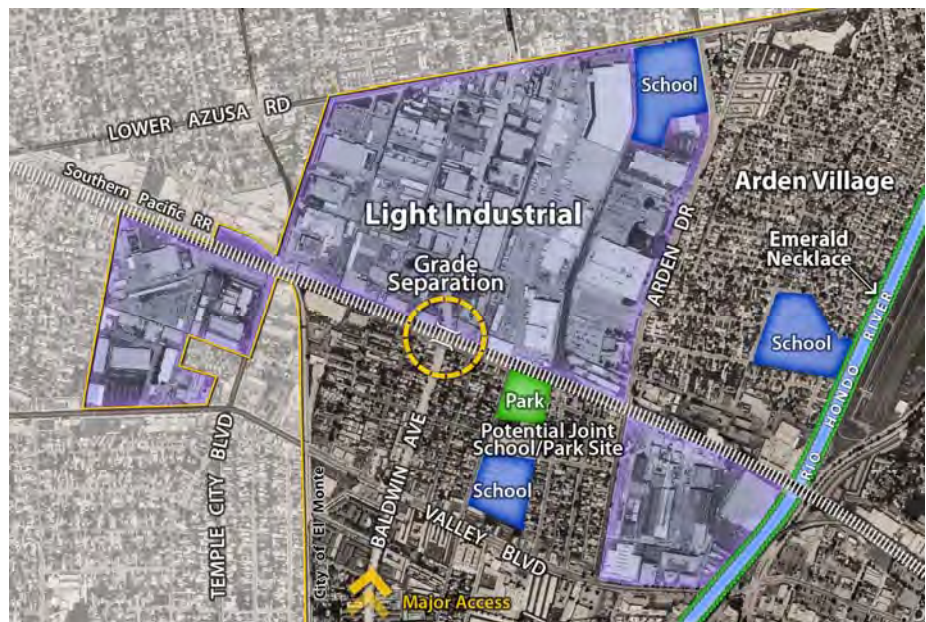 School
LOWER AZUSA RD
Southern Pacific RR
Arden Village
Light Industrial
Emerald
Necklace
Grade
Separation
ARDEN DR
School
RIO HONDO RIVER
Park
Potential Joint
School/Park Site
School
TEMPLE CITY BLVD
City of El Monte
BALDWIN AVE
VALLEY BLVD
Major Access